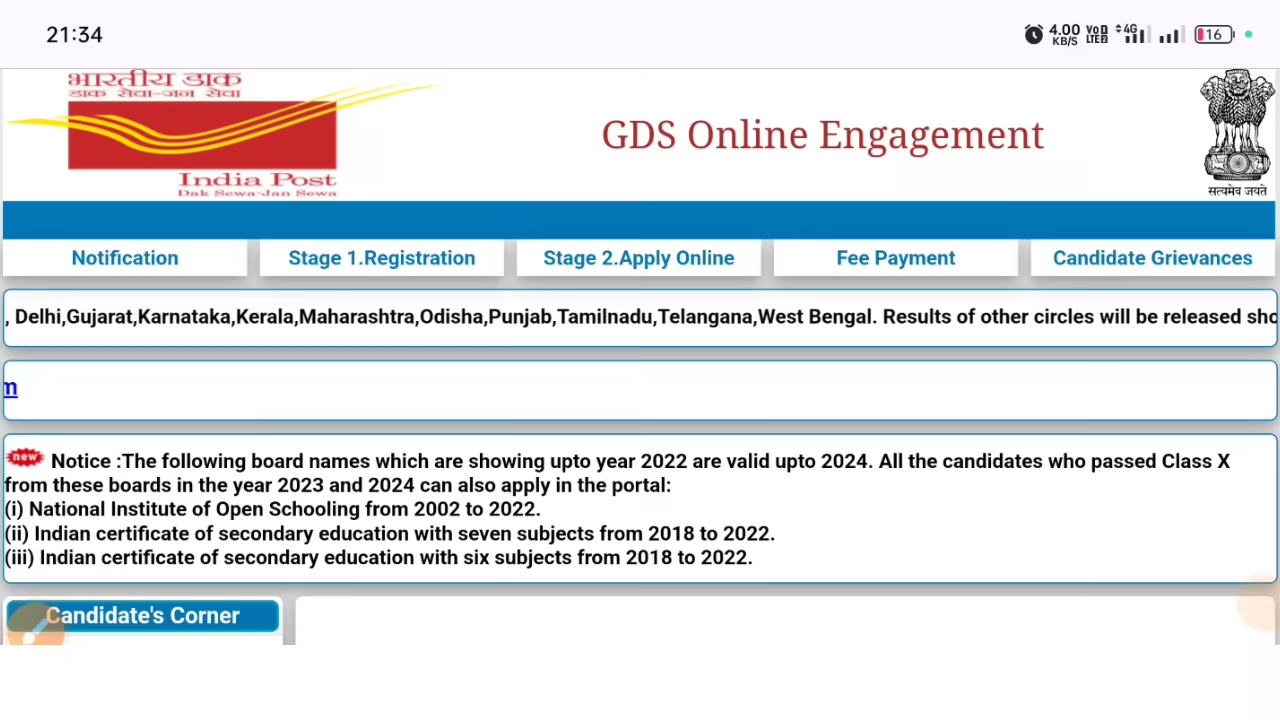 21:34
4.00 KB/S VoD LTE2 4G 16
भारतीय डाक
डाक सेवा-जन सेवा
India Post
Dak Sewa-Jan Sewa
GDS Online Engagement
सत्यमेव जयते
Notification Stage 1.Registration Stage 2.Apply Online Fee Payment Candidate Grievances
, Delhi,Gujarat,Karnataka,Kerala,Maharashtra,Odisha,Punjab,Tamilnadu,Telangana,West Bengal. Results of other circles will be released sho
m
new Notice :The following board names which are showing upto year 2022 are valid upto 2024. All the candidates who passed Class X
from these boards in the year 2023 and 2024 can also apply in the portal:
(i) National Institute of Open Schooling from 2002 to 2022.
(ii) Indian certificate of secondary education with seven subjects from 2018 to 2022.
(iii) Indian certificate of secondary education with six subjects from 2018 to 2022.
Candidate's Corner